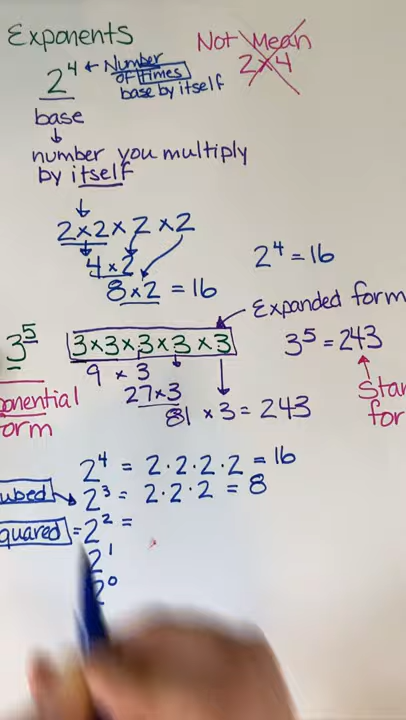 Exponents
Not Mean
2×4
2⁴ ← Number of Times base by itself
base
number you multiply
by itself
2×2×2×2
4×2
8×2 = 16
2⁴ = 16
Expanded form
3⁵ 3×3×3×3×3
3⁵ = 243
9 × 3
27×3
81 × 3 = 243
ponential
orm
Stan
for
2⁴ = 2·2·2·2 = 16
ubed 2³ = 2·2·2 = 8
quared = 2² =
2¹
2⁰